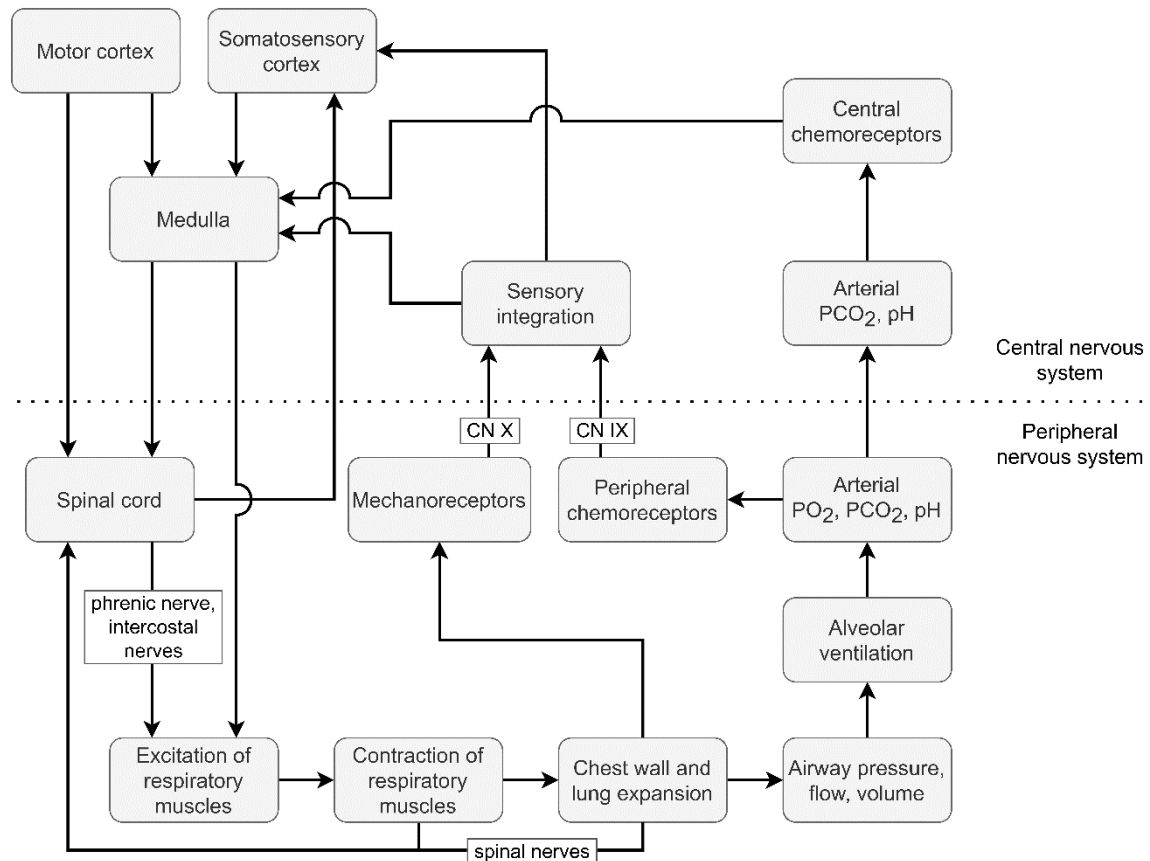 Motor cortex
Somatosensory
cortex
Central
chemoreceptors
Medulla
Sensory
integration
Arterial
PCO₂, pH
Central nervous
system
CN X
CN IX
Peripheral
nervous system
Spinal cord
Mechanoreceptors
Peripheral
chemoreceptors
Arterial
PO₂, PCO₂, pH
phrenic nerve,
intercostal
nerves
Alveolar
ventilation
Excitation of
respiratory
muscles
Contraction of
respiratory
muscles
Chest wall and
lung expansion
Airway pressure,
flow, volume
spinal nerves